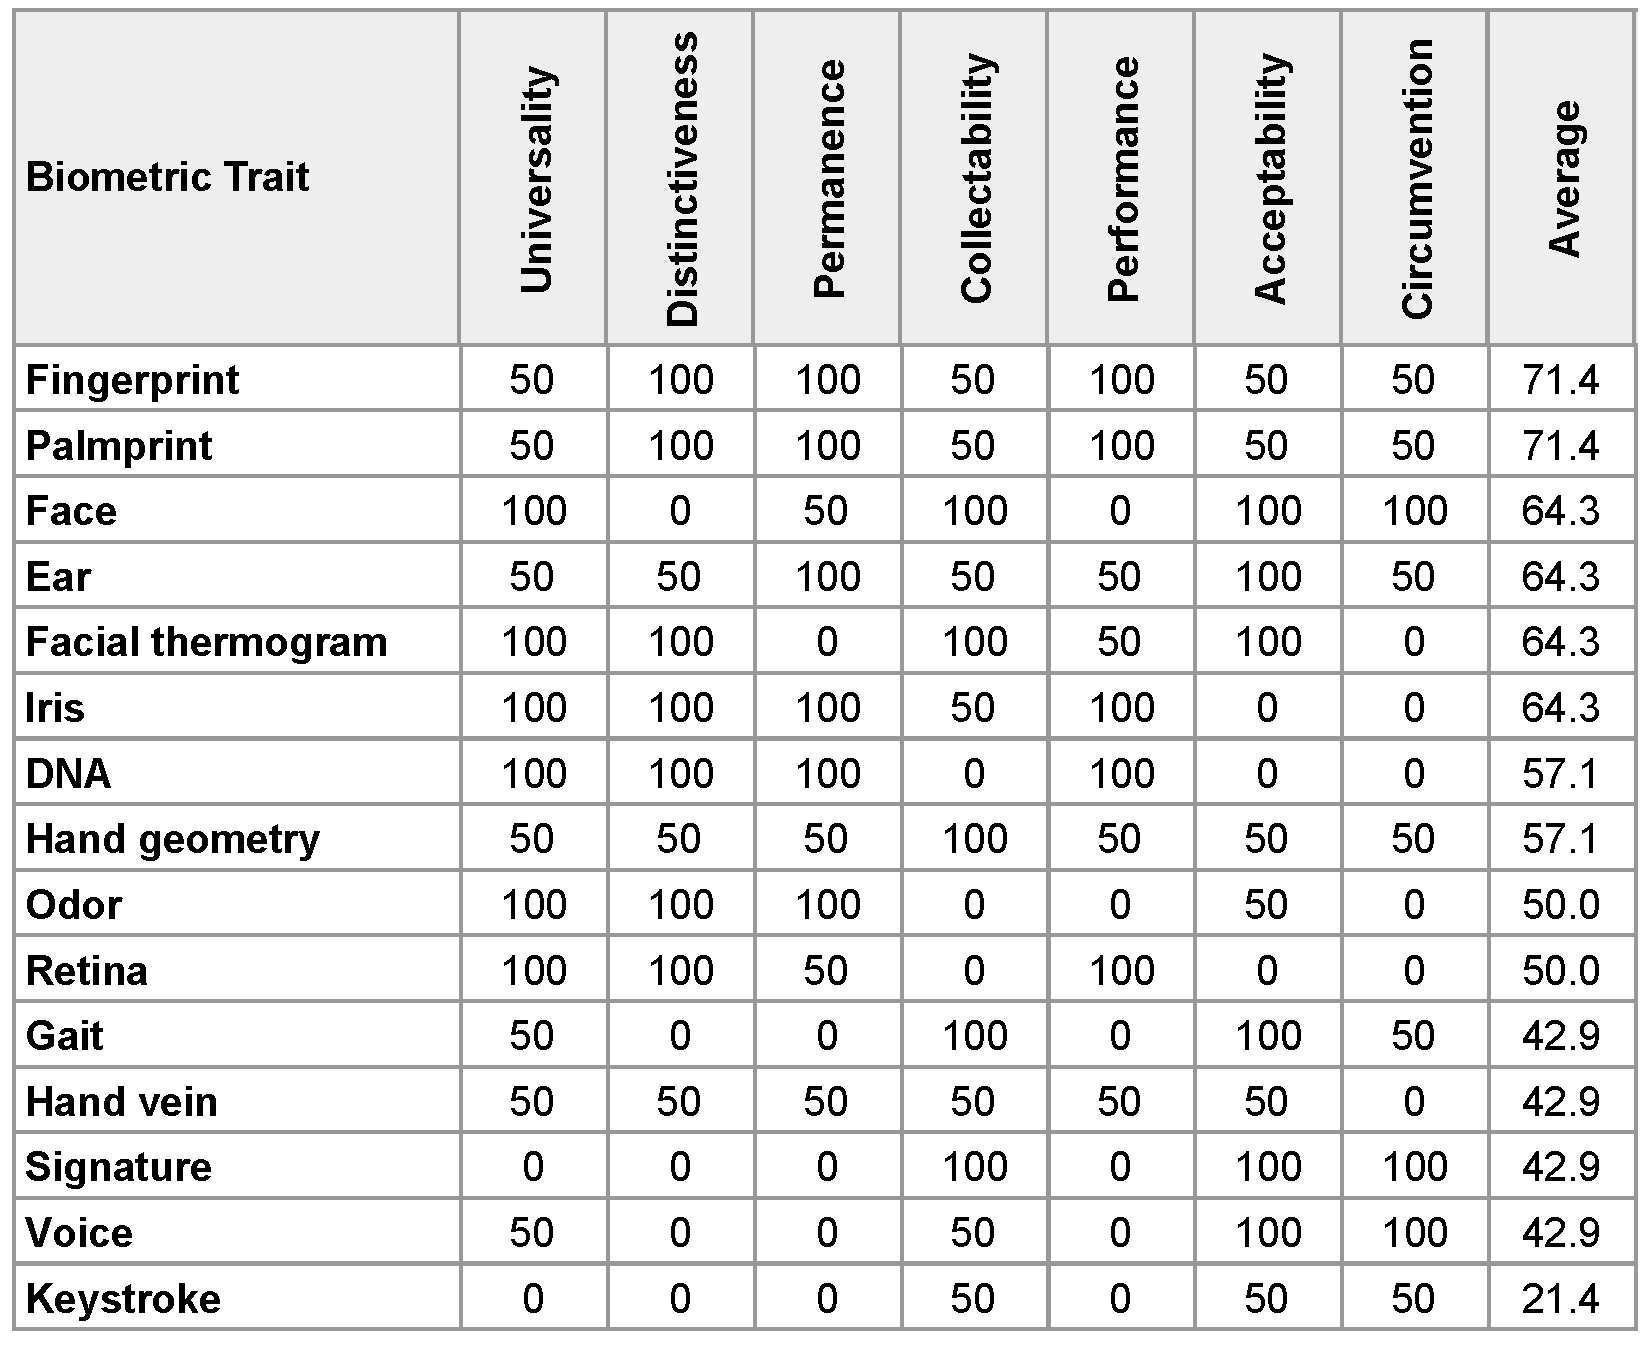 Biometric Trait Universality Distinctiveness Permanence Collectability Performance Acceptability Circumvention Average
Fingerprint 50 100 100 50 100 50 50 71.4
Palmprint 50 100 100 50 100 50 50 71.4
Face 100 0 50 100 0 100 100 64.3
Ear 50 50 100 50 50 100 50 64.3
Facial thermogram 100 100 0 100 50 100 0 64.3
Iris 100 100 100 50 100 0 0 64.3
DNA 100 100 100 0 100 0 0 57.1
Hand geometry 50 50 50 100 50 50 50 57.1
Odor 100 100 100 0 0 50 0 50.0
Retina 100 100 50 0 100 0 0 50.0
Gait 50 0 0 100 0 100 50 42.9
Hand vein 50 50 50 50 50 50 0 42.9
Signature 0 0 0 100 0 100 100 42.9
Voice 50 0 0 50 0 100 100 42.9
Keystroke 0 0 0 50 0 50 50 21.4